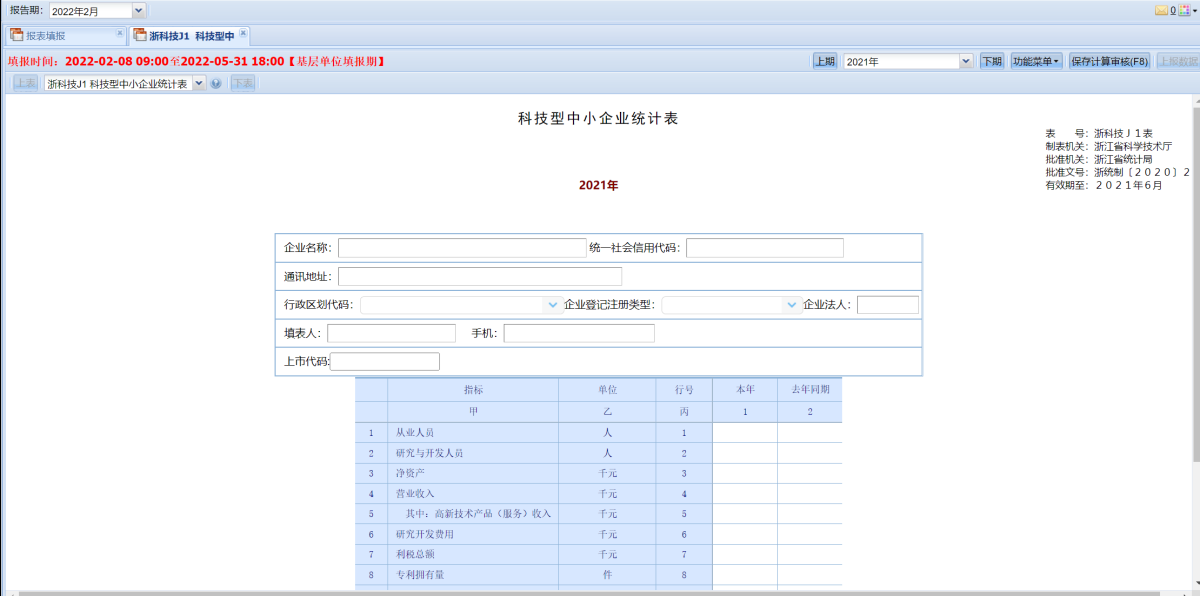 报告期: 2022年2月 0
报表填报 浙科技J1 科技型中
填报时间: 2022-02-08 09:00至2022-05-31 18:00【基层单位填报期】 上期 2021年 下期 功能菜单 保存计算审核(F8) 上报数据
上表 浙科技J1 科技型中小企业统计表 下表
科技型中小企业统计表
表 号: 浙科技J1表
制表机关: 浙江省科学技术厅
批准机关: 浙江省统计局
批准文号: 浙统制〔2020〕2
有效期至: 2021年6月
2021年
企业名称: 统一社会信用代码:
通讯地址:
行政区划代码: 企业登记注册类型: 企业法人:
填表人: 手机:
上市代码:
指标 单位 行号 本年 去年同期
甲 乙 丙 1 2
1 从业人员 人 1
2 研究与开发人员 人 2
3 净资产 千元 3
4 营业收入 千元 4
5 其中: 高新技术产品（服务）收入 千元 5
6 研究开发费用 千元 6
7 利税总额 千元 7
8 专利拥有量 件 8